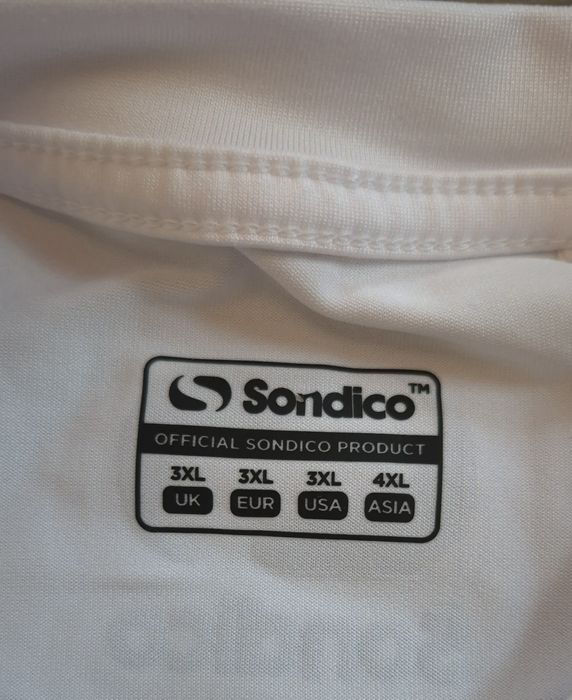 Sondico™
OFFICIAL SONDICO PRODUCT
3XL 3XL 3XL 4XL
UK EUR USA ASIA